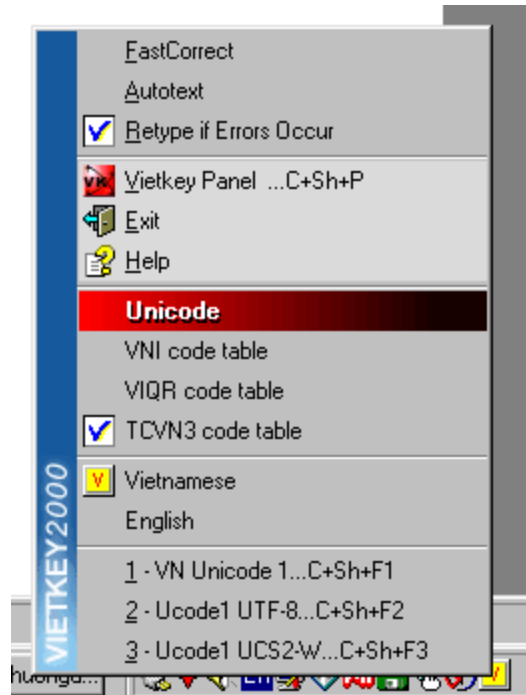 FastCorrect
Autotext
Retype if Errors Occur
Vietkey Panel ...C+Sh+P
Exit
Help
Unicode
VNI code table
VIQR code table
TCVN3 code table
Vietnamese
English
1 - VN Unicode 1...C+Sh+F1
2 - Ucode1 UTF-8...C+Sh+F2
3 - Ucode1 UCS2-W...C+Sh+F3
VIETKEY2000
VK
V
En
V